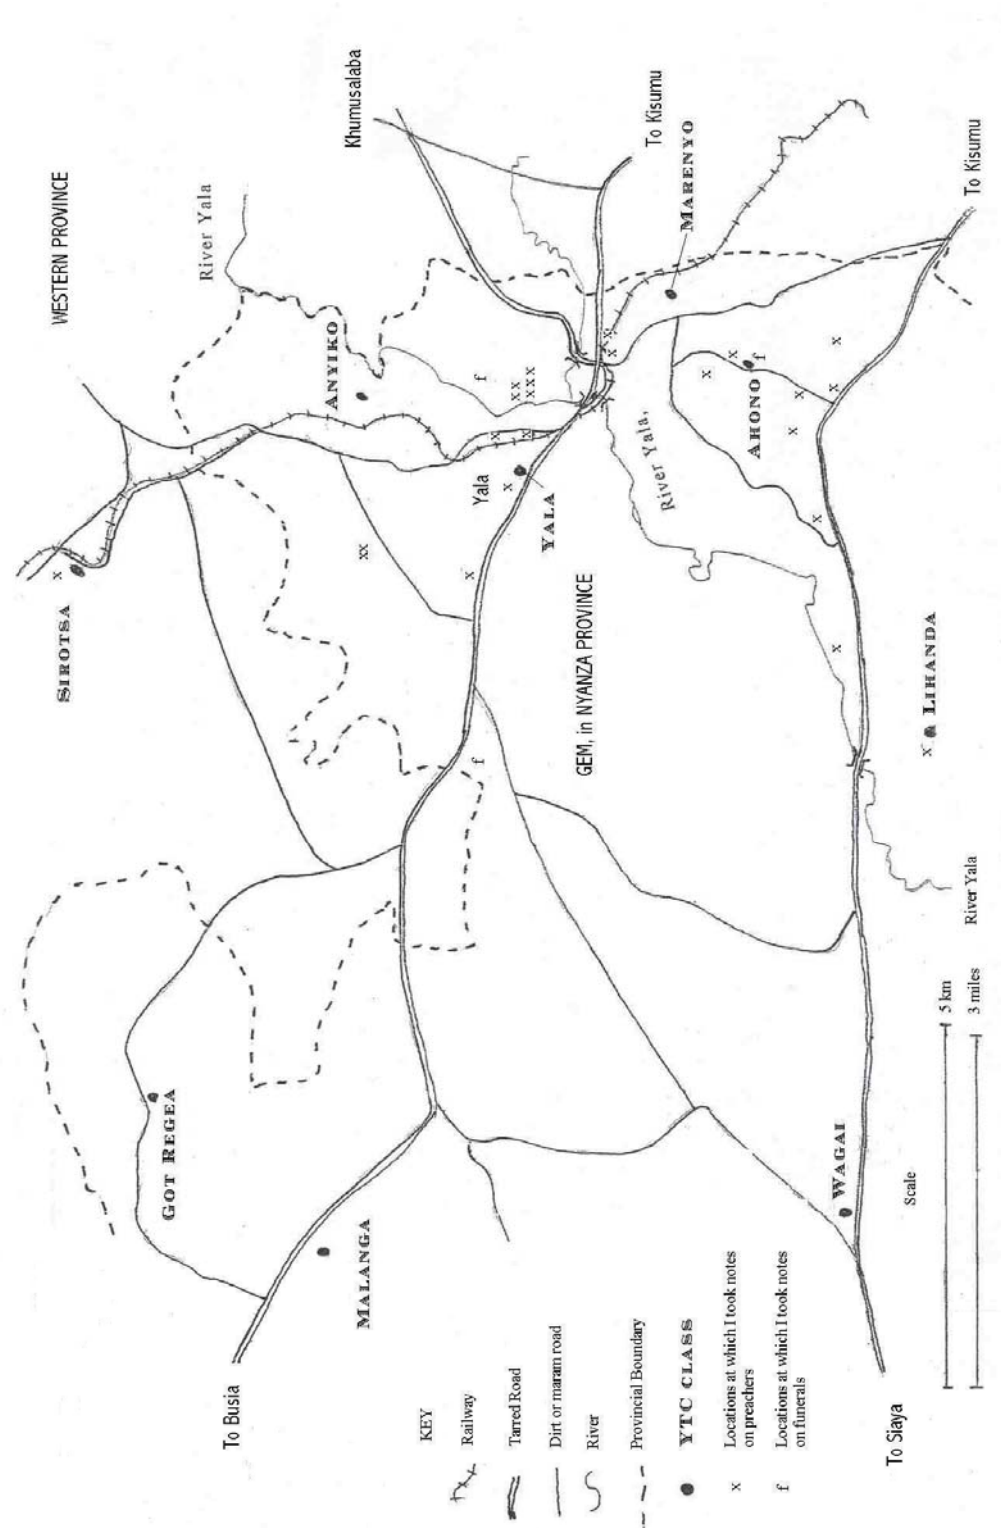 WESTERN PROVINCE
Khumusalaba
River Yala
To Kisumu
MARENYO
To Kisumu
SIROTSA
ANYIKO
Yala
YALA
River Yala,
AHONO
GEM, in NYANZA PROVINCE
LIHANDA
River Yala
GOT REGEA
MALANGA
WAGAI
To Busia
To Siaya
Scale
5 km
3 miles
KEY
Railway
Tarred Road
Dirt or maram road
River
Provincial Boundary
YTC CLASS
x Locations at which I took notes
on preachers
f Locations at which I took notes
on funerals
x
xx
x
x
x
x
f
xx
xxx
x
x
x
x
f
x
x
x
x
x
x
x
f